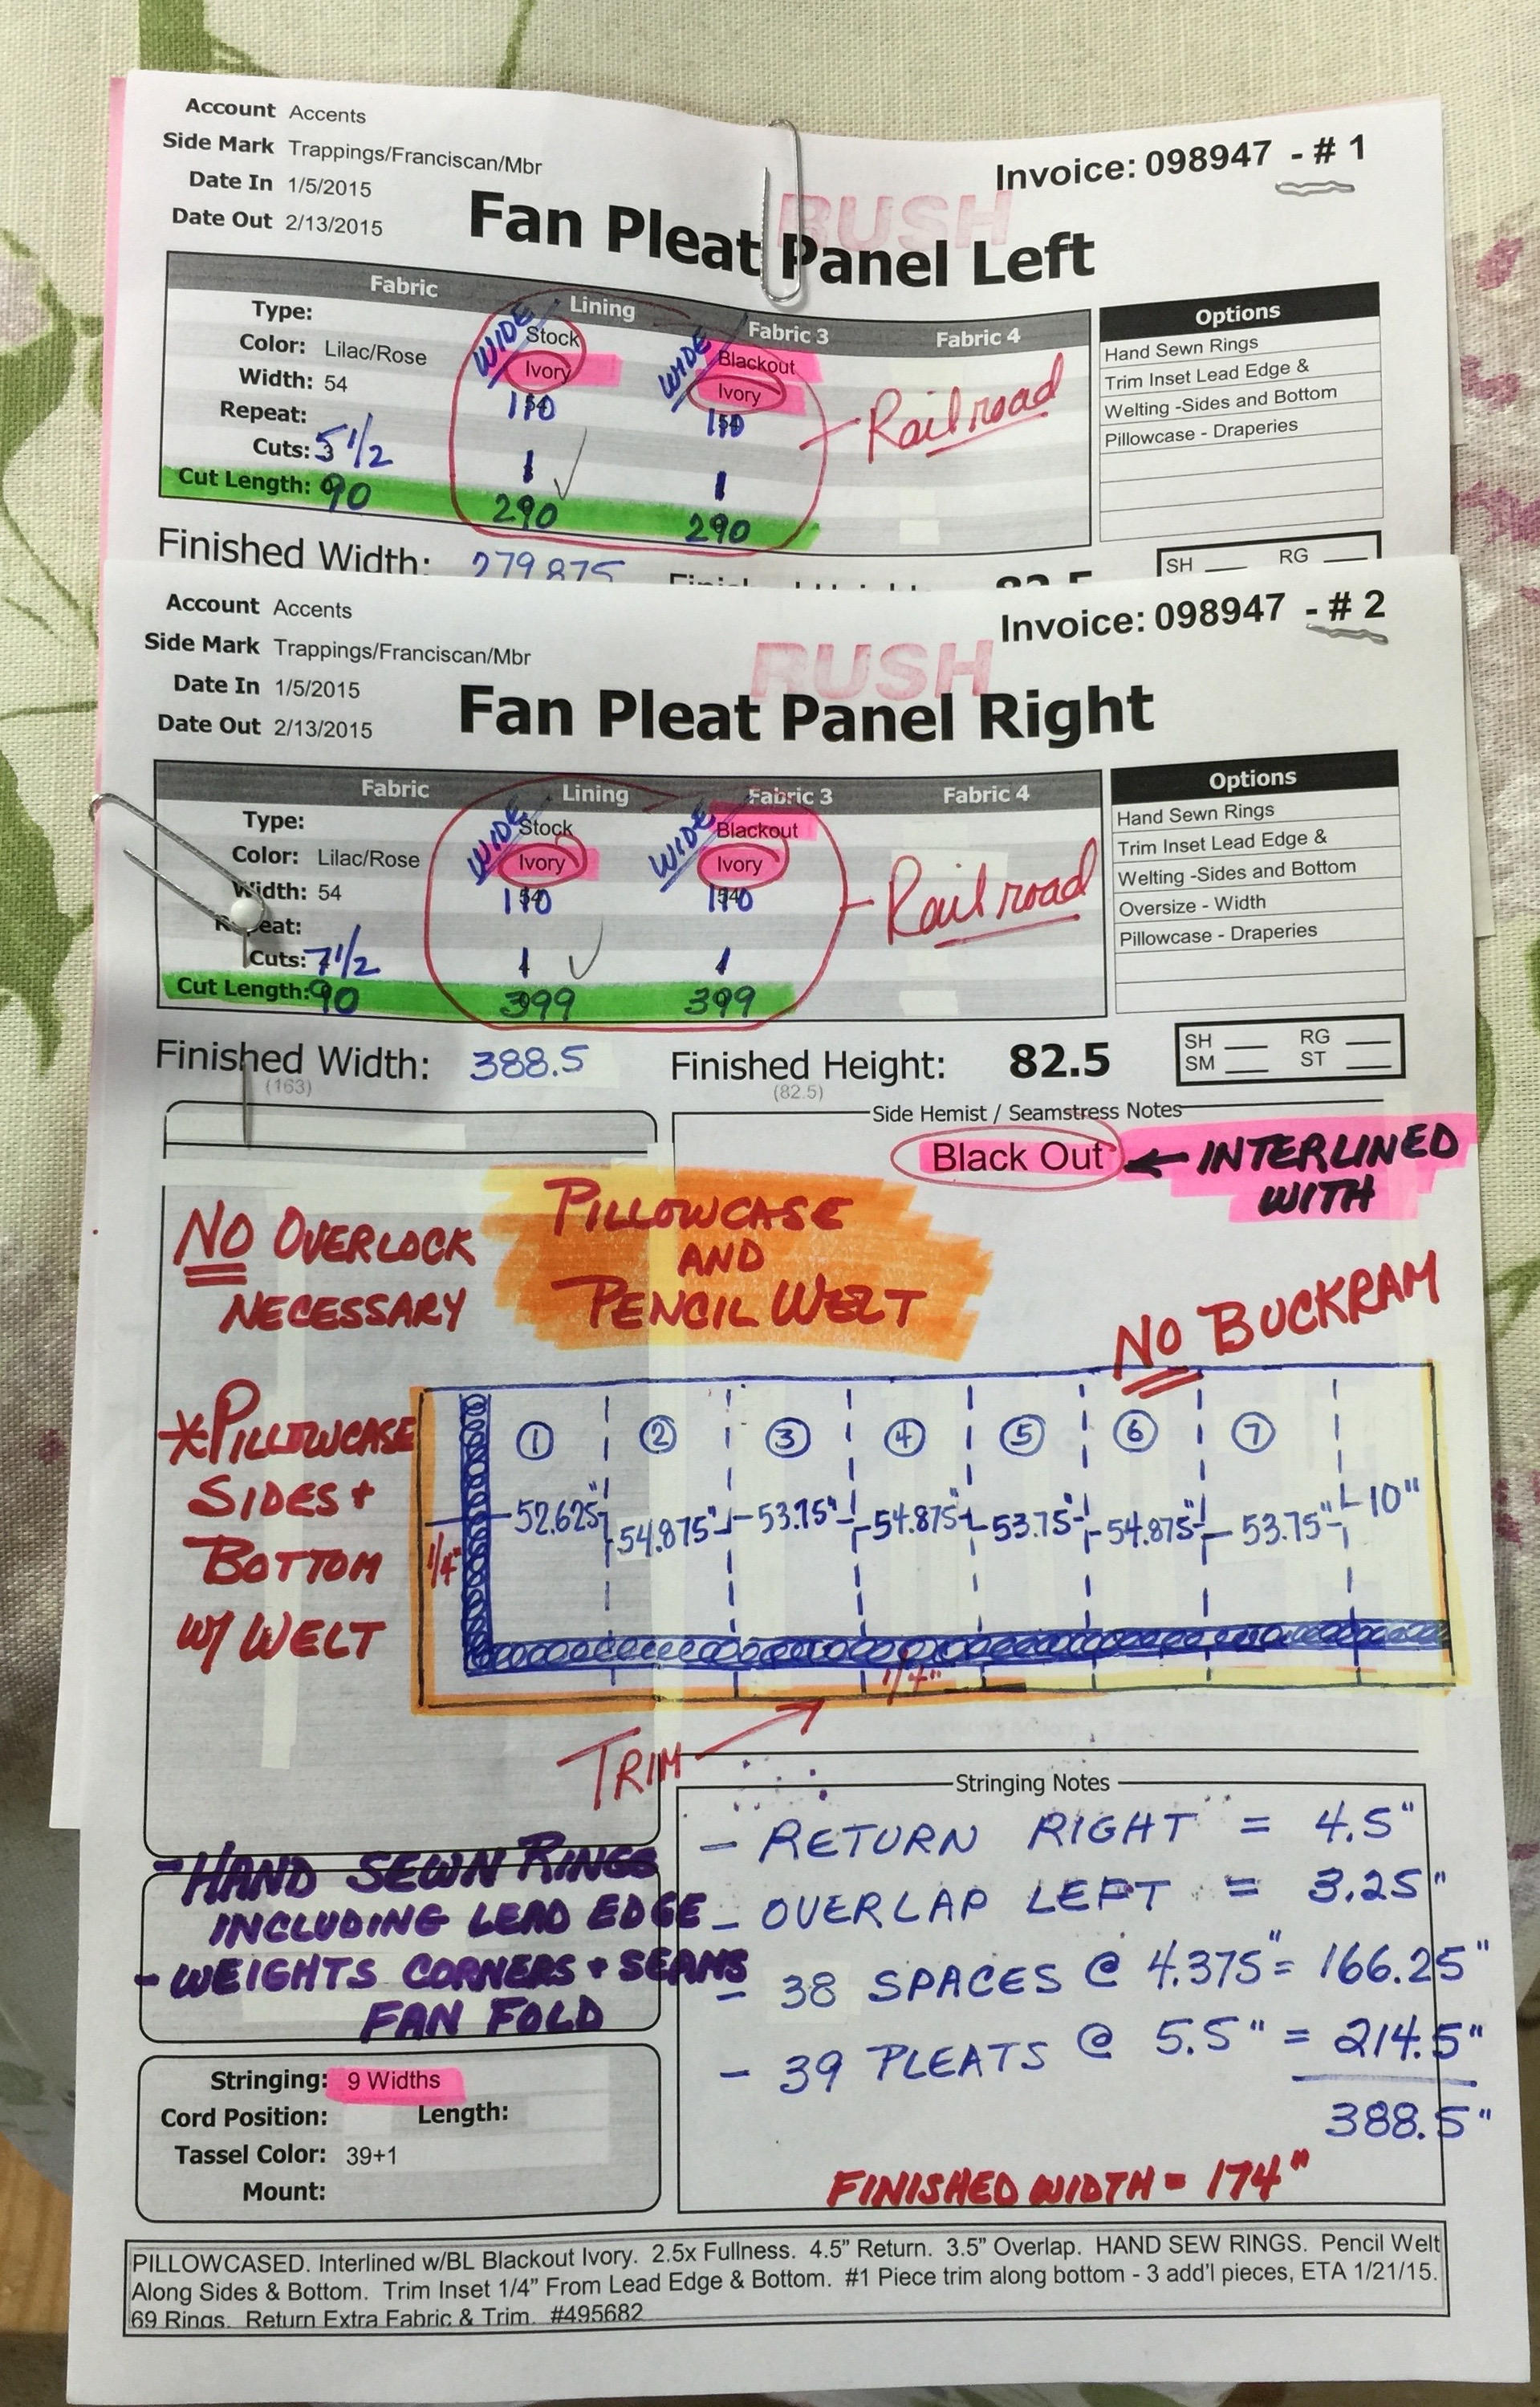 Account Accents
Side Mark Trappings/Franciscan/Mbr
Date In 1/5/2015
Date Out 2/13/2015
Invoice: 098947 - # 1
RUSH
Fan Pleat Panel Left
Fabric Lining Fabric 3 Fabric 4
Type: WIDE Stock WIDE Blackout
Color: Lilac/Rose Ivory Ivory
Width: 54 110 110
Repeat:
Cuts: 5 1/2 1 1
Cut Length: 90 290 290
Railroad
Options
Hand Sewn Rings
Trim Inset Lead Edge &
Welting -Sides and Bottom
Pillowcase - Draperies
Finished Width: 279.875 82.5
SH RG
Account Accents
Side Mark Trappings/Franciscan/Mbr
Date In 1/5/2015
Date Out 2/13/2015
Invoice: 098947 - # 2
RUSH
Fan Pleat Panel Right
Fabric Lining Fabric 3 Fabric 4
Type: WIDE Stock WIDE Blackout
Color: Lilac/Rose Ivory Ivory
Width: 54 110 110
Repeat:
Cuts: 7 1/2 1 1
Cut Length: 90 399 399
Railroad
Options
Hand Sewn Rings
Trim Inset Lead Edge &
Welting -Sides and Bottom
Oversize - Width
Pillowcase - Draperies
Finished Width: 388.5 Finished Height: 82.5
(163) (82.5)
SH RG
SM ST
Side Hemist / Seamstress Notes
Black Out ← INTERLINED
WITH
NO OVERLOCK
NECESSARY
PILLOWCASE
AND
PENCIL WELT
NO BUCKRAM
*PILLOWCASE
SIDES +
BOTTOM
W/ WELT
1 2 3 4 5 6 7
52.625" 54.875" 53.75" 54.875" 53.75" 54.875" 53.75" 10"
1/4"
1/4"
TRIM
- HAND SEWN RINGS
INCLUDING LEAD EDGE
- WEIGHTS CORNERS + SEAMS
FAN FOLD
Stringing Notes
- RETURN RIGHT = 4.5"
- OVERLAP LEFT = 3.25"
- 38 SPACES @ 4.375" = 166.25"
- 39 PLEATS @ 5.5" = 214.5"
388.5"
FINISHED WIDTH = 174"
Stringing: 9 Widths
Cord Position: Length:
Tassel Color: 39+1
Mount:
PILLOWCASED. Interlined w/BL Blackout Ivory. 2.5x Fullness. 4.5" Return. 3.5" Overlap. HAND SEW RINGS. Pencil Welt
Along Sides & Bottom. Trim Inset 1/4" From Lead Edge & Bottom. #1 Piece trim along bottom - 3 add'l pieces, ETA 1/21/15.
69 Rings. Return Extra Fabric & Trim. #495682